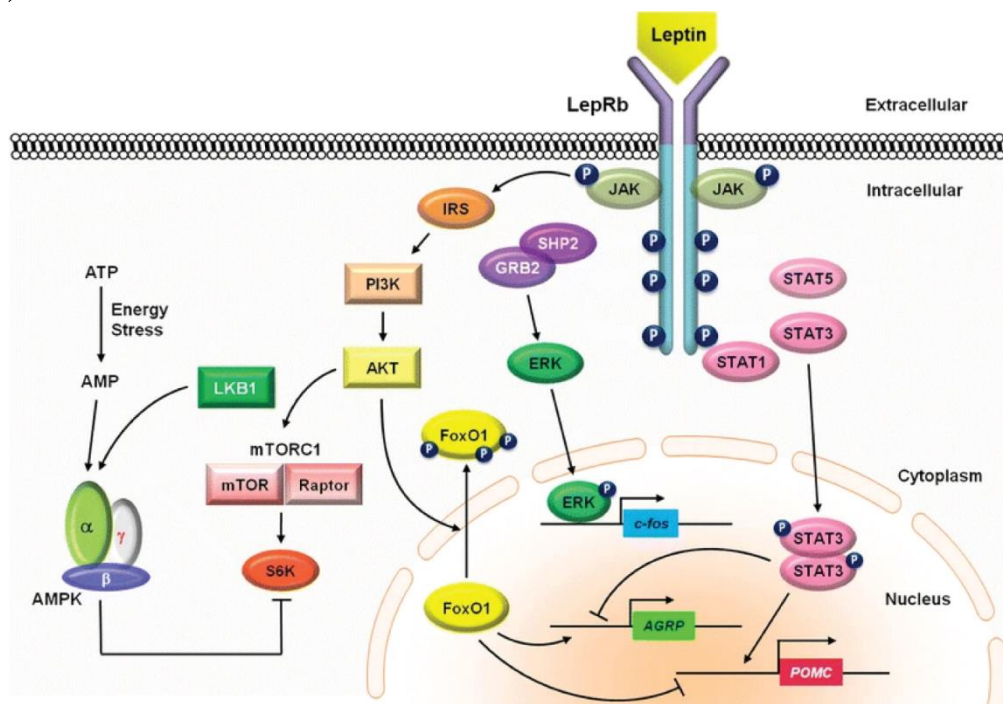 Leptin
LepRb
Extracellular
P
JAK
JAK
P
Intracellular
IRS
SHP2
GRB2
P
P
P
P
P
P
ATP
Energy
Stress
AMP
PI3K
AKT
LKB1
ERK
STAT5
STAT3
STAT1
mTORC1
mTOR
Raptor
FoxO1
P
P
P
Cytoplasm
α
γ
β
AMPK
S6K
ERK
P
c-fos
P
STAT3
STAT3
P
Nucleus
FoxO1
AGRP
POMC